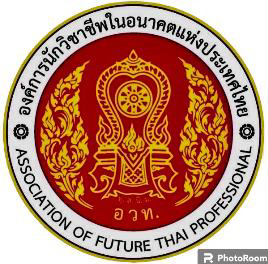 องค์การนักวิชาชีพในอนาคตแห่งประเทศไทย
อ ว ท .
ASSOCIATION OF FUTURE THAI PROFESSIONAL
PhotoRoom